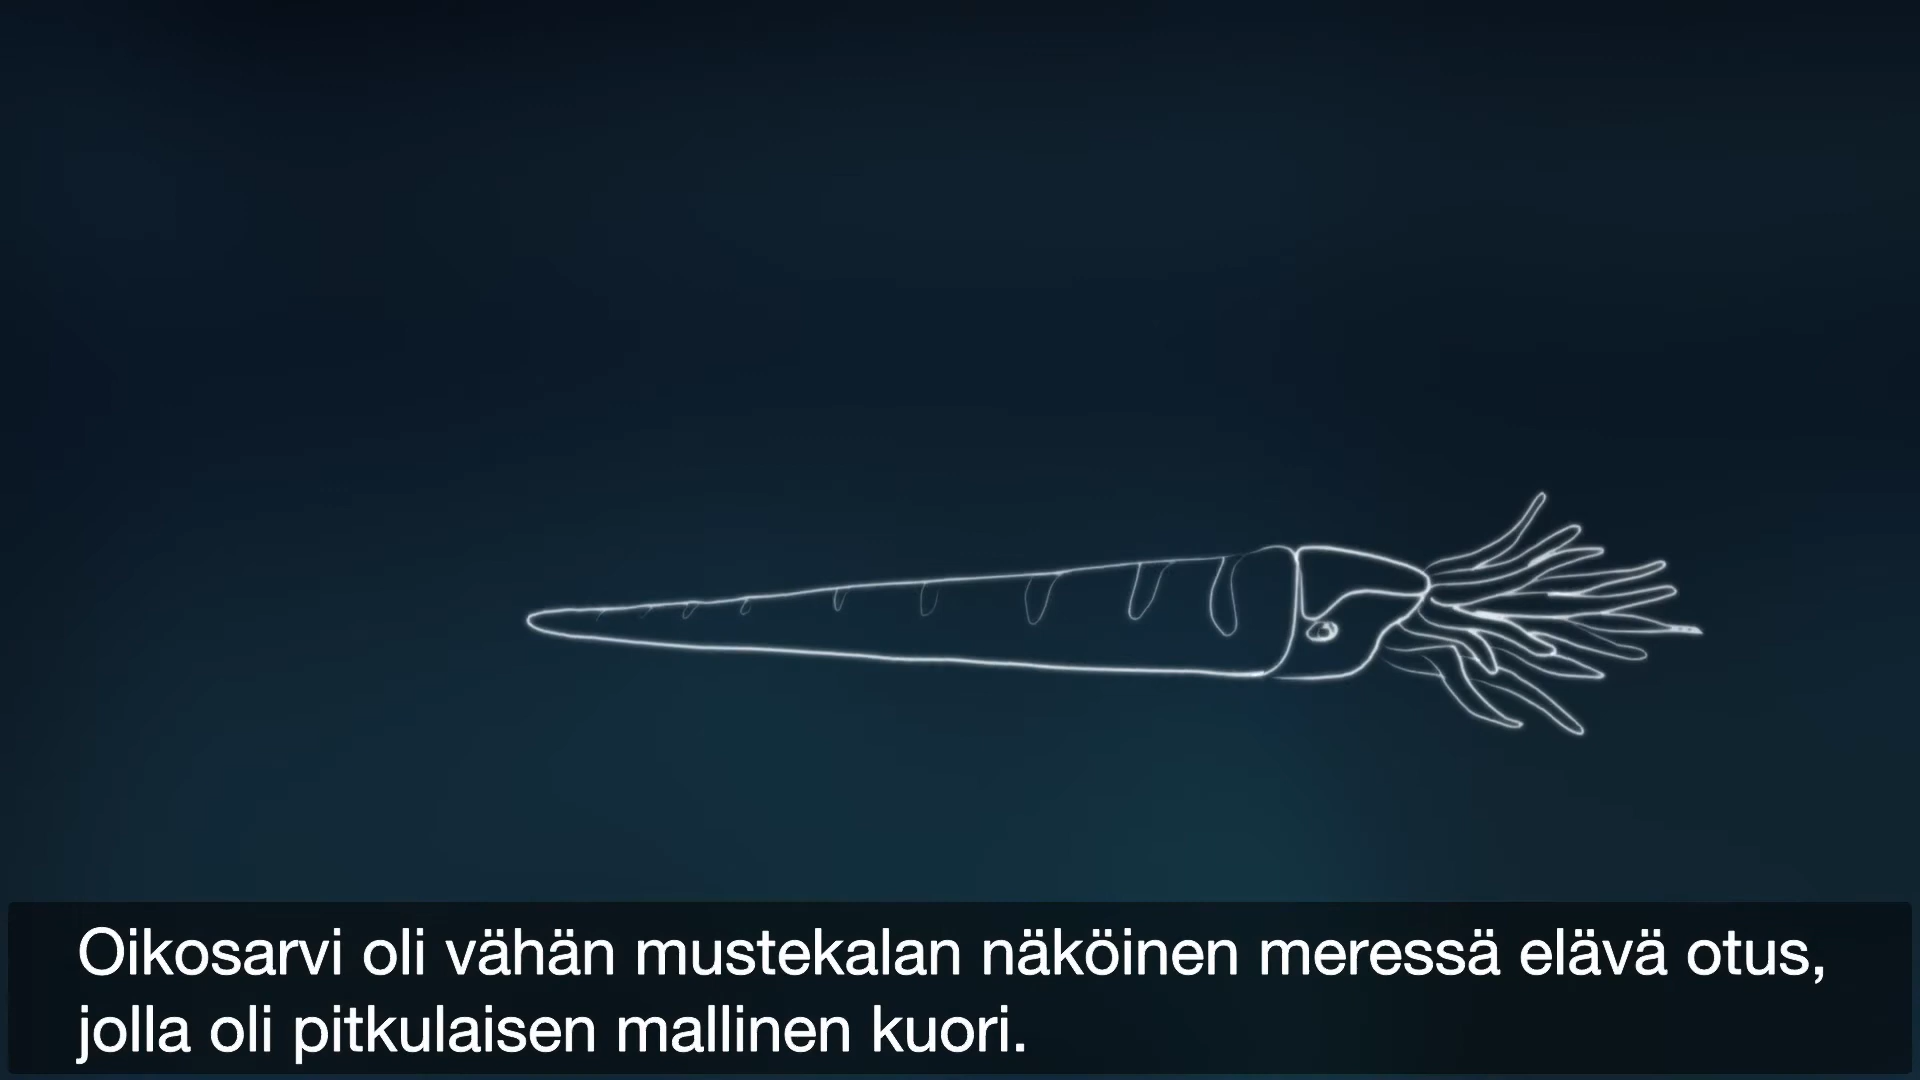 Oikosarvi oli vähän mustekalan näköinen meressä elävä otus,
jolla oli pitkulaisen mallinen kuori.